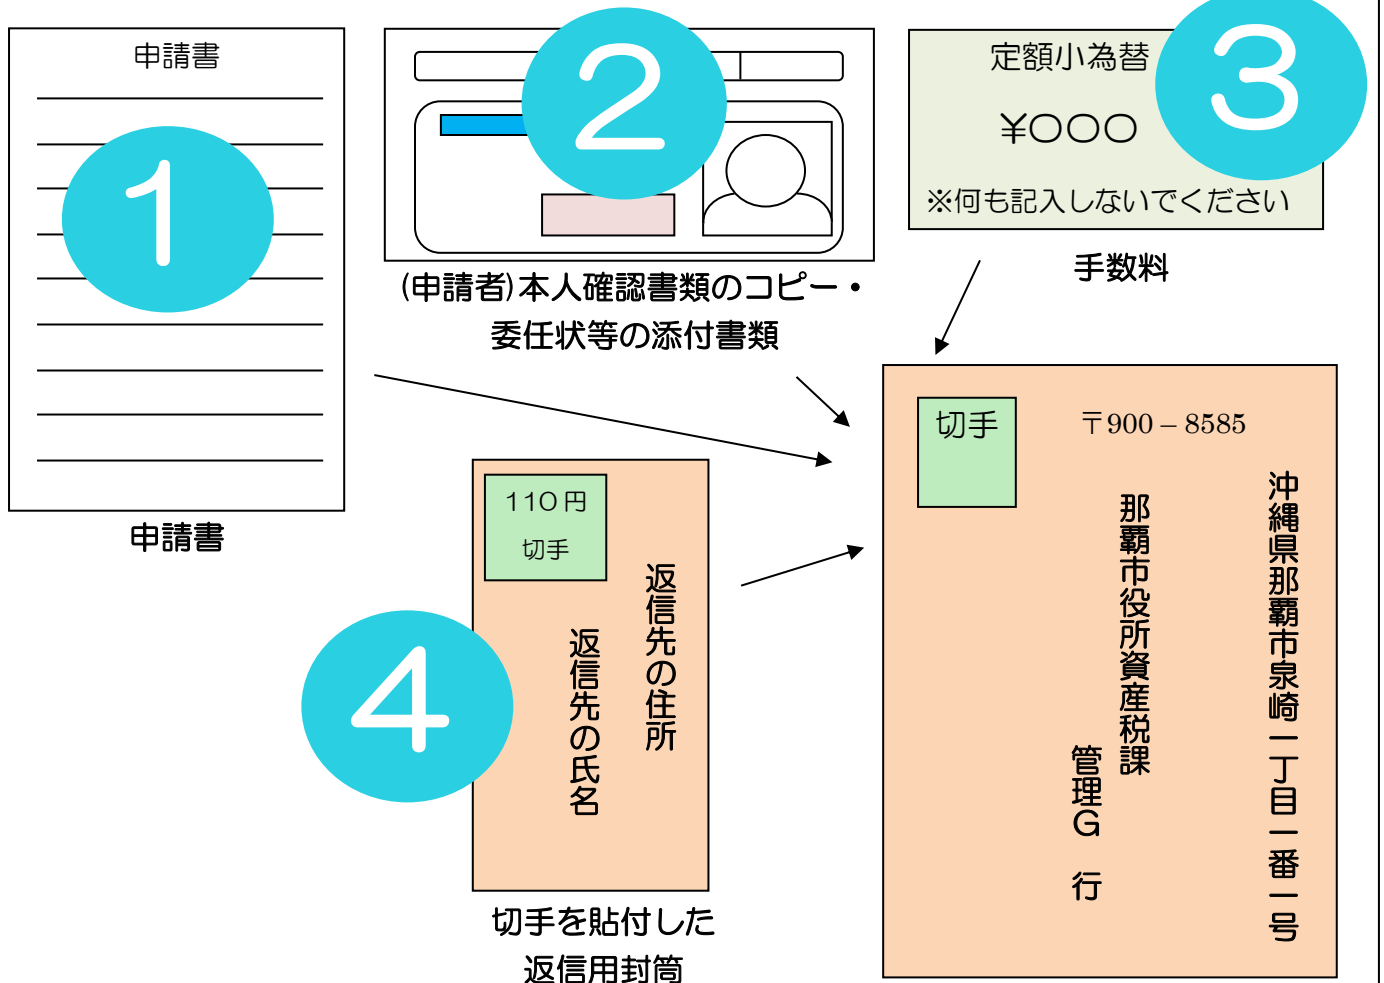 申請書
1
申請書
2
(申請者)本人確認書類のコピー・
委任状等の添付書類
3
定額小為替
¥〇〇〇
※何も記入しないでください
手数料
4
110円
切手
返信先の住所
返信先の氏名
切手を貼付した
返信用封筒
切手
〒900–8585
沖縄県那覇市泉崎一丁目一番一号
那覇市役所資産税課
管理G 行